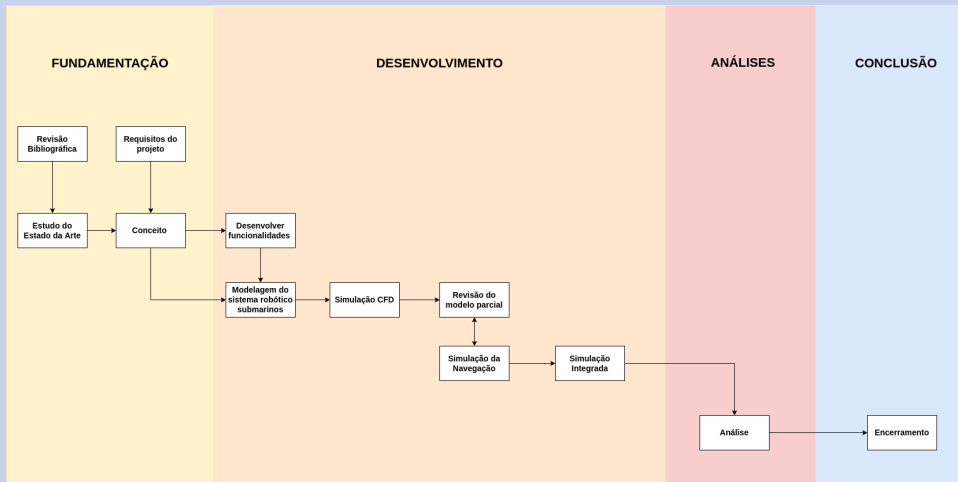 FUNDAMENTAÇÃO
DESENVOLVIMENTO
ANÁLISES
CONCLUSÃO
Revisão
Bibliográfica
Requisitos do
projeto
Estudo do
Estado da Arte
Conceito
Desenvolver
funcionalidades
Modelagem do
sistema robótico
submarinos
Simulação CFD
Revisão do
modelo parcial
Simulação da
Navegação
Simulação
Integrada
Análise
Encerramento